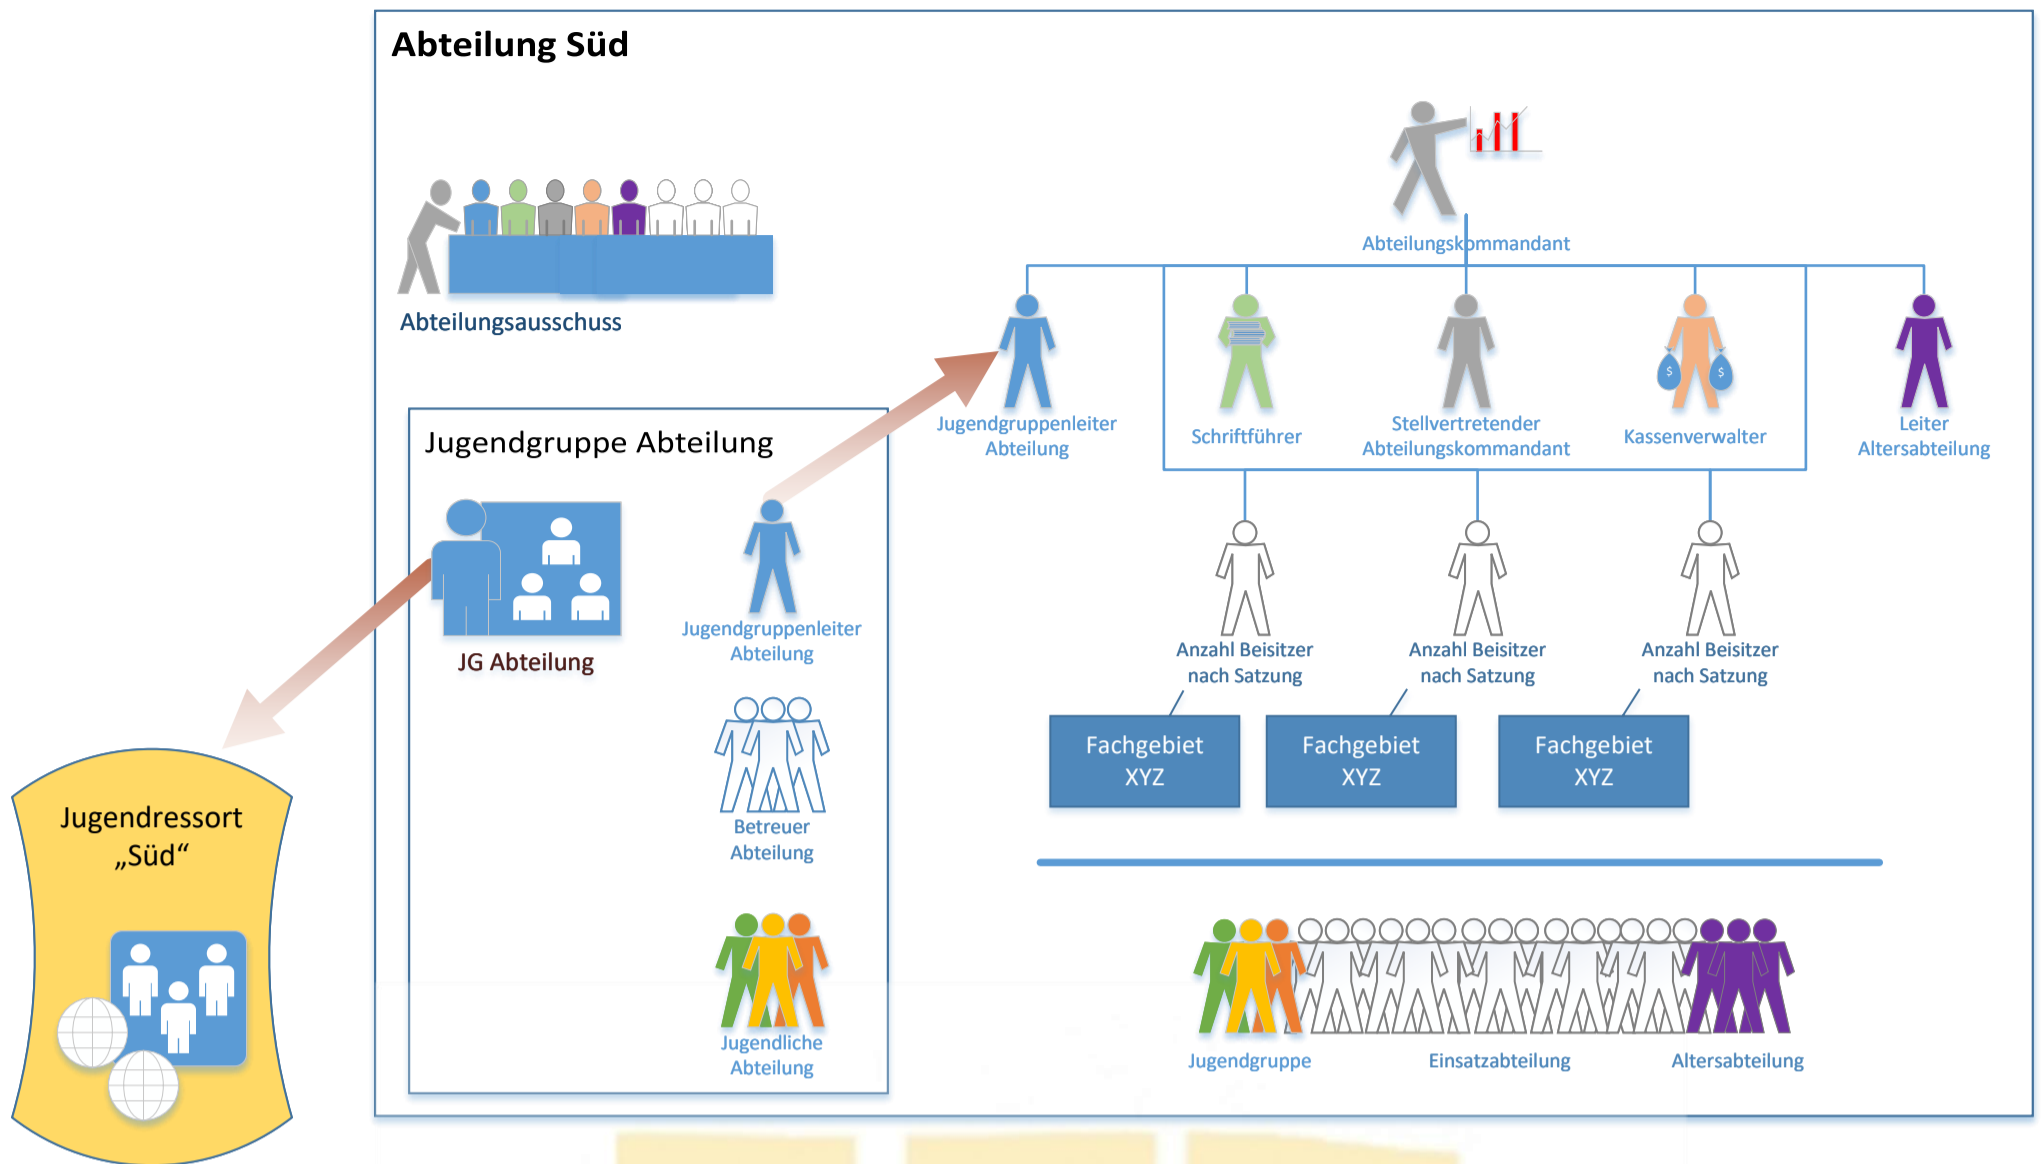 Abteilung Süd
Abteilungskommandant
Abteilungsausschuss
Jugendgruppenleiter
Abteilung
Schriftführer
Stellvertretender
Abteilungskommandant
$
$
Kassenverwalter
Leiter
Altersabteilung
Jugendgruppe Abteilung
JG Abteilung
Jugendgruppenleiter
Abteilung
Betreuer
Abteilung
Jugendliche
Abteilung
Anzahl Beisitzer
nach Satzung
Anzahl Beisitzer
nach Satzung
Anzahl Beisitzer
nach Satzung
Fachgebiet
XYZ
Fachgebiet
XYZ
Fachgebiet
XYZ
Jugendgruppe
Einsatzabteilung
Altersabteilung
Jugendressort
„Süd“